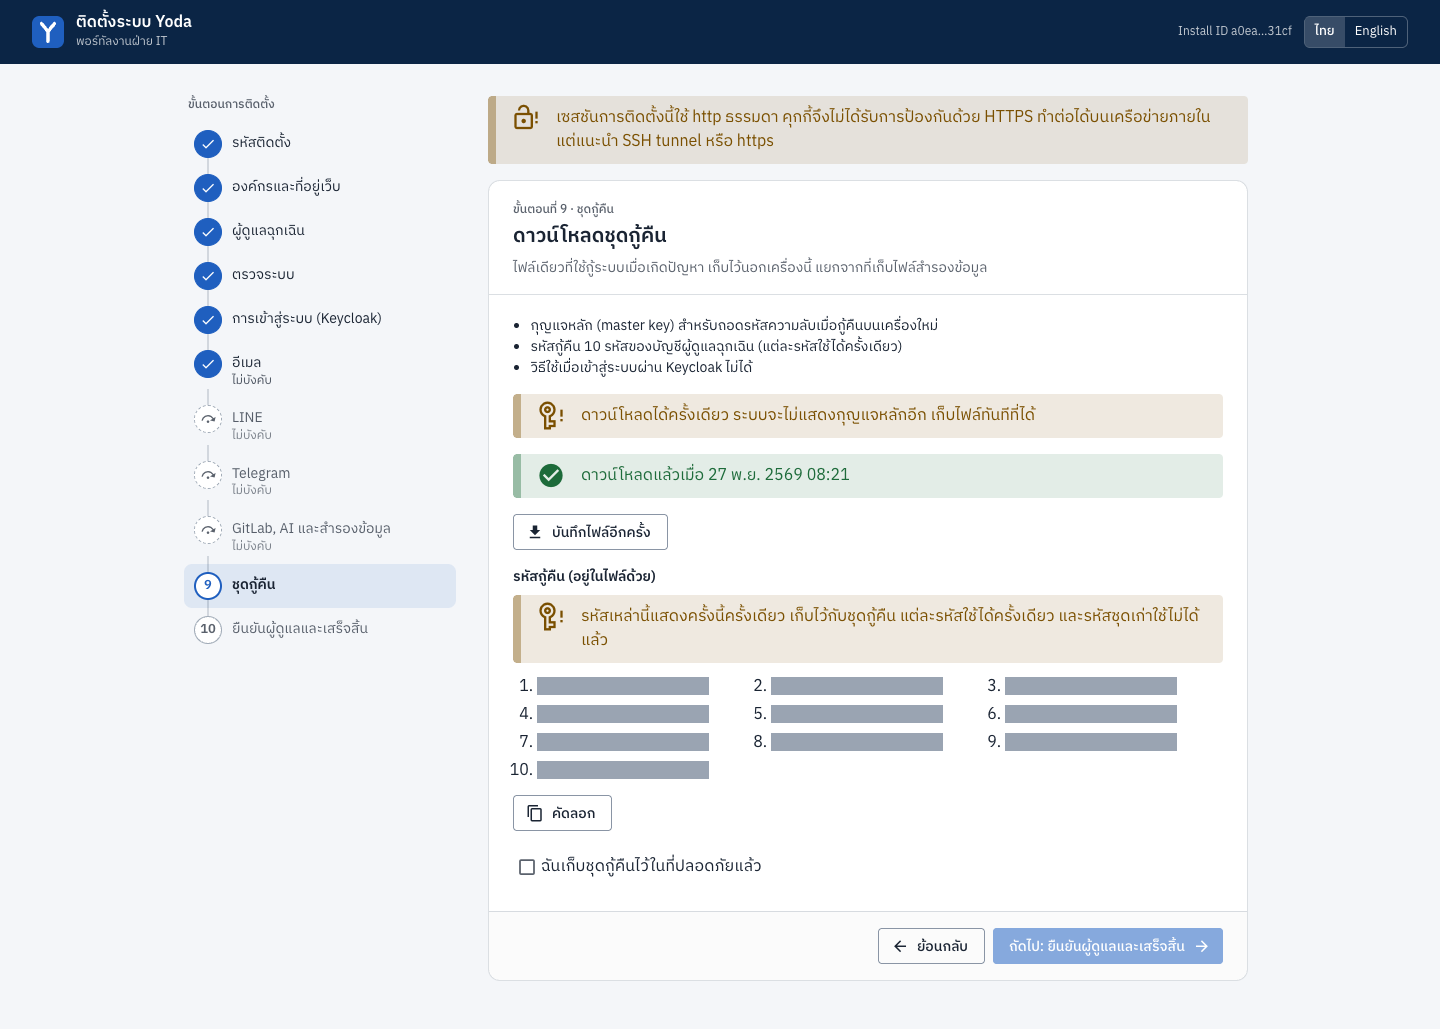 ติดตั้งระบบ Yoda
พอร์ทัลงานฝ่าย IT
Install ID a0ea…31cf
ไทย
English
ขั้นตอนการติดตั้ง
รหัสติดตั้ง
องค์กรและที่อยู่เว็บ
ผู้ดูแลฉุกเฉิน
ตรวจระบบ
การเข้าสู่ระบบ (Keycloak)
อีเมล
ไม่บังคับ
LINE
ไม่บังคับ
Telegram
ไม่บังคับ
GitLab, AI และสำรองข้อมูล
ไม่บังคับ
9
ชุดกู้คืน
10
ยืนยันผู้ดูแลและเสร็จสิ้น
เซสชันการติดตั้งนี้ใช้ http ธรรมดา คุกกี้จึงไม่ได้รับการป้องกันด้วย HTTPS ทำต่อได้บนเครือข่ายภายใน
แต่แนะนำ SSH tunnel หรือ https
ขั้นตอนที่ 9 · ชุดกู้คืน
ดาวน์โหลดชุดกู้คืน
ไฟล์เดียวที่ใช้กู้ระบบเมื่อเกิดปัญหา เก็บไว้นอกเครื่องนี้ แยกจากที่เก็บไฟล์สำรองข้อมูล
• กุญแจหลัก (master key) สำหรับถอดรหัสความลับเมื่อกู้คืนบนเครื่องใหม่
• รหัสกู้คืน 10 รหัสของบัญชีผู้ดูแลฉุกเฉิน (แต่ละรหัสใช้ได้ครั้งเดียว)
• วิธีใช้เมื่อเข้าสู่ระบบผ่าน Keycloak ไม่ได้
ดาวน์โหลดได้ครั้งเดียว ระบบจะไม่แสดงกุญแจหลักอีก เก็บไฟล์ทันทีที่ได้
ดาวน์โหลดแล้วเมื่อ 27 พ.ย. 2569 08:21
บันทึกไฟล์อีกครั้ง
รหัสกู้คืน (อยู่ในไฟล์ด้วย)
รหัสเหล่านี้แสดงครั้งนี้ครั้งเดียว เก็บไว้กับชุดกู้คืน แต่ละรหัสใช้ได้ครั้งเดียว และรหัสชุดเก่าใช้ไม่ได้
แล้ว
1. 2. 3.
4. 5. 6.
7. 8. 9.
10.
คัดลอก
ฉันเก็บชุดกู้คืนไว้ในที่ปลอดภัยแล้ว
ย้อนกลับ
ถัดไป: ยืนยันผู้ดูแลและเสร็จสิ้น